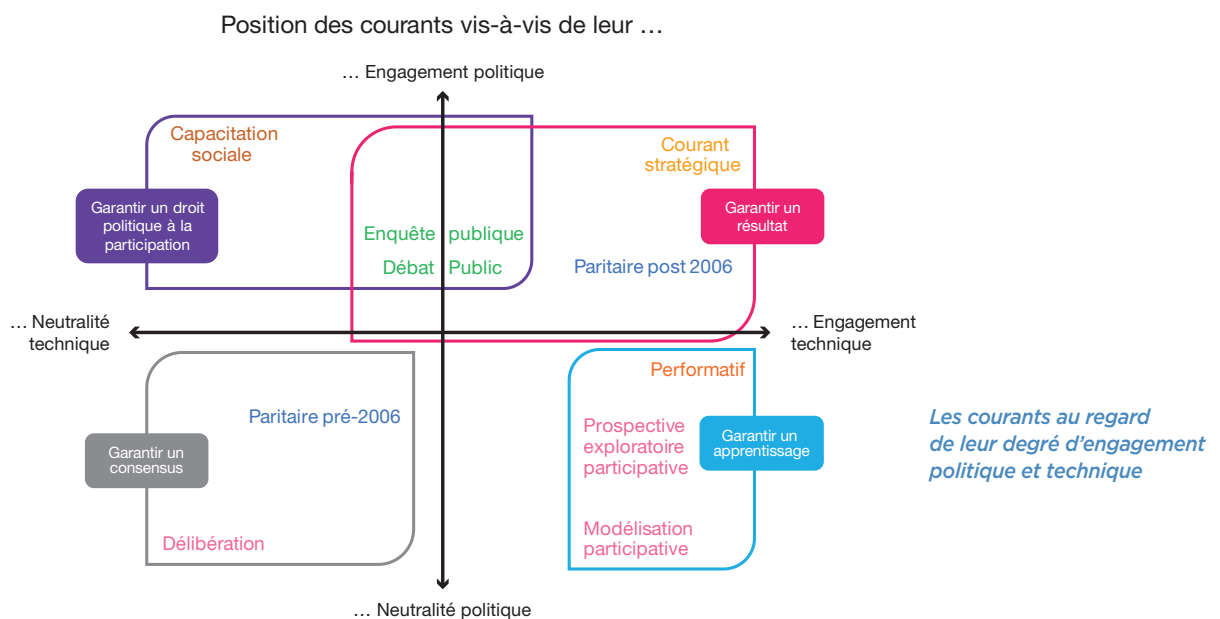 Position des courants vis-à-vis de leur …
… Engagement politique
Capacitation
sociale
Courant
stratégique
Garantir un droit
politique à la
participation
Garantir un
résultat
Enquête publique
Débat Public
Paritaire post 2006
… Neutralité
technique
… Engagement
technique
Performatif
Paritaire pré-2006
Prospective
exploratoire
participative
Garantir un
apprentissage
Garantir un
consensus
Les courants au regard
de leur degré d’engagement
politique et technique
Modélisation
participative
Délibération
… Neutralité politique